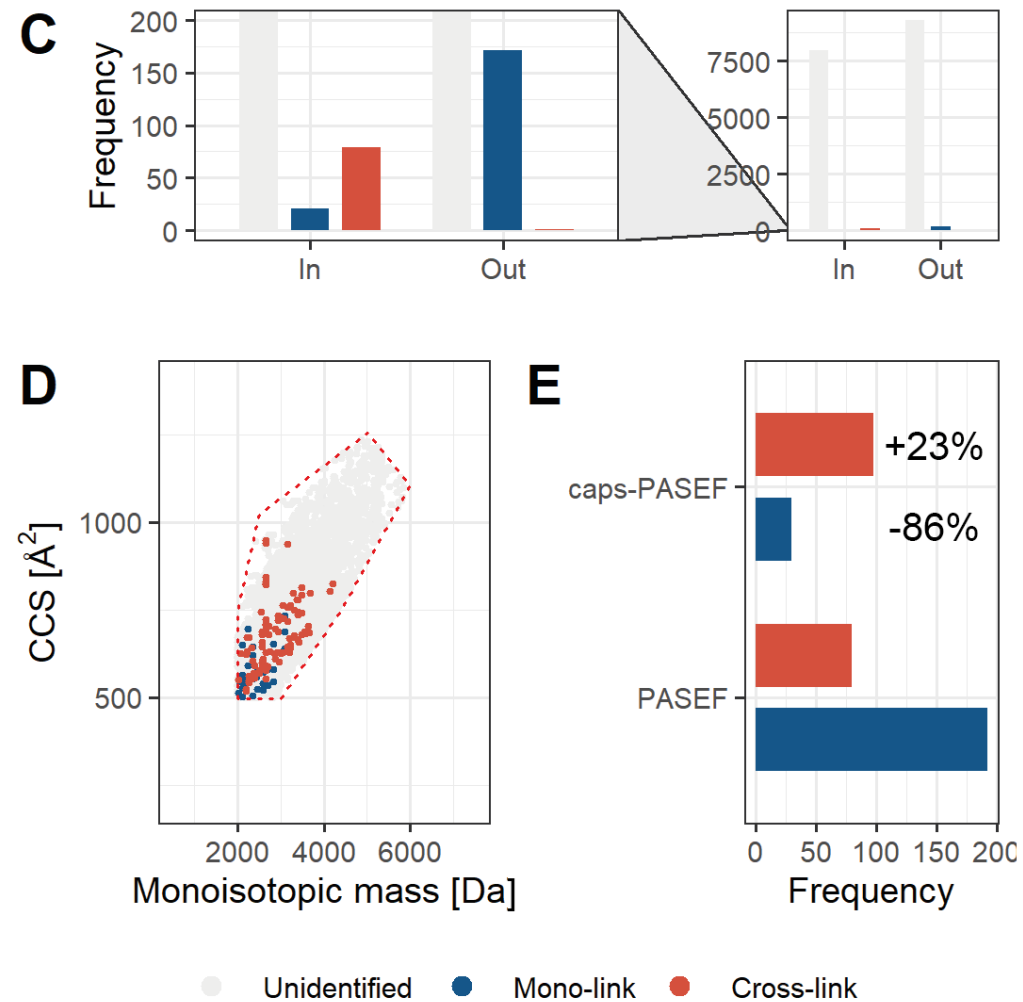 C
Frequency
200
150
100
50
0
In
Out
7500
5000
2500
0
In
Out
D
CCS [Å²]
1000
500
2000
4000
6000
Monoisotopic mass [Da]
E
caps-PASEF
PASEF
+23%
-86%
0
50
100
150
200
Frequency
Unidentified
Mono-link
Cross-link